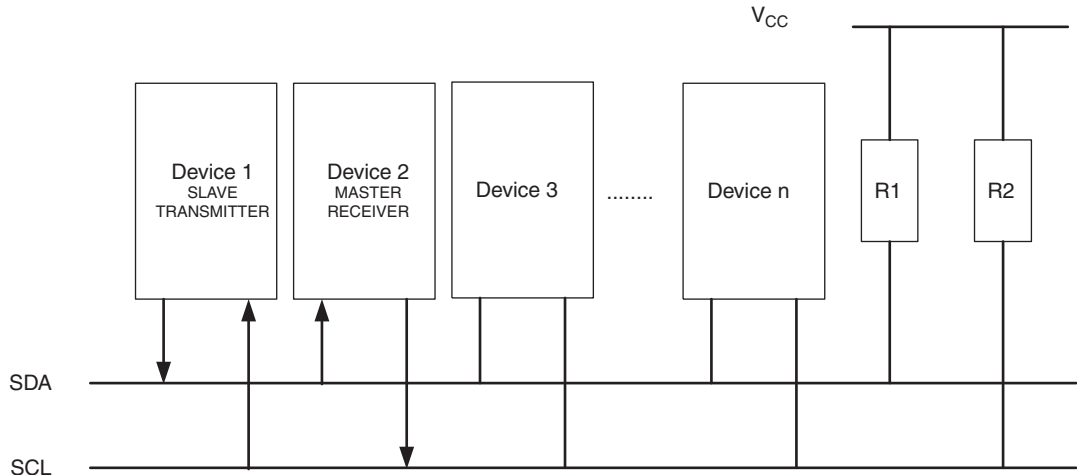 VCC
Device 1
SLAVE
TRANSMITTER
Device 2
MASTER
RECEIVER
Device 3
........
Device n
R1
R2
SDA
SCL